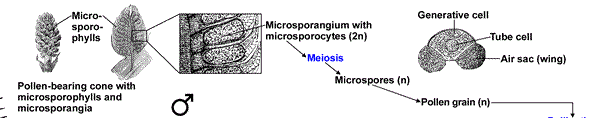 Micro-
sporo-
phylls
Pollen-bearing cone with
microsporophylls and
microsporangia
Microsporangium with
microsporocytes (2n)
Meiosis
Microspores (n)
Pollen grain (n)
Generative cell
Tube cell
Air sac (wing)